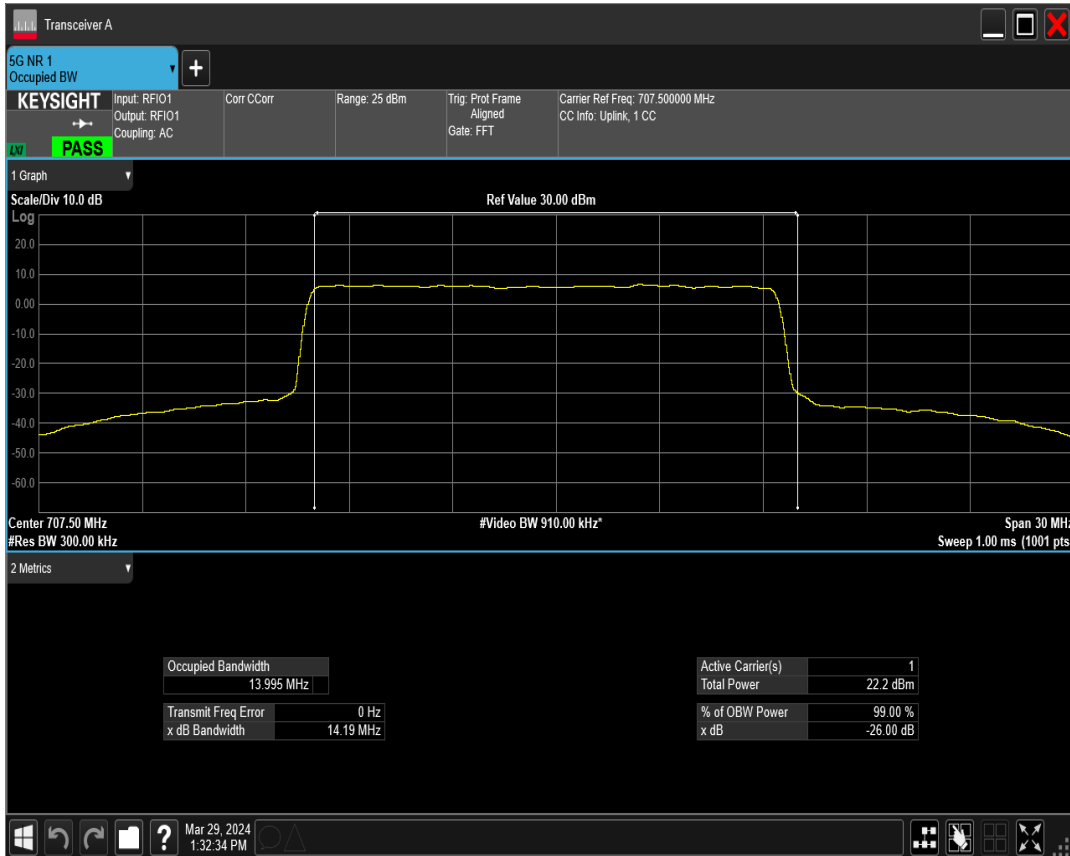 Transceiver A
5G NR 1
Occupied BW
KEYSIGHT
LXI
PASS
Input: RFIO1
Output: RFIO1
Coupling: AC
Corr CCorr
Range: 25 dBm
Trig: Prot Frame
Aligned
Gate: FFT
Carrier Ref Freq: 707.500000 MHz
CC Info: Uplink, 1 CC
1 Graph
Scale/Div 10.0 dB
Ref Value 30.00 dBm
Log
20.0
10.0
0.00
-10.0
-20.0
-30.0
-40.0
-50.0
-60.0
Center 707.50 MHz
#Video BW 910.00 kHz*
Span 30 MHz
#Res BW 300.00 kHz
Sweep 1.00 ms (1001 pts
2 Metrics
Occupied Bandwidth
13.995 MHz
Transmit Freq Error 0 Hz
x dB Bandwidth 14.19 MHz
Active Carrier(s) 1
Total Power 22.2 dBm
% of OBW Power 99.00 %
x dB -26.00 dB
?
Mar 29, 2024
1:32:34 PM